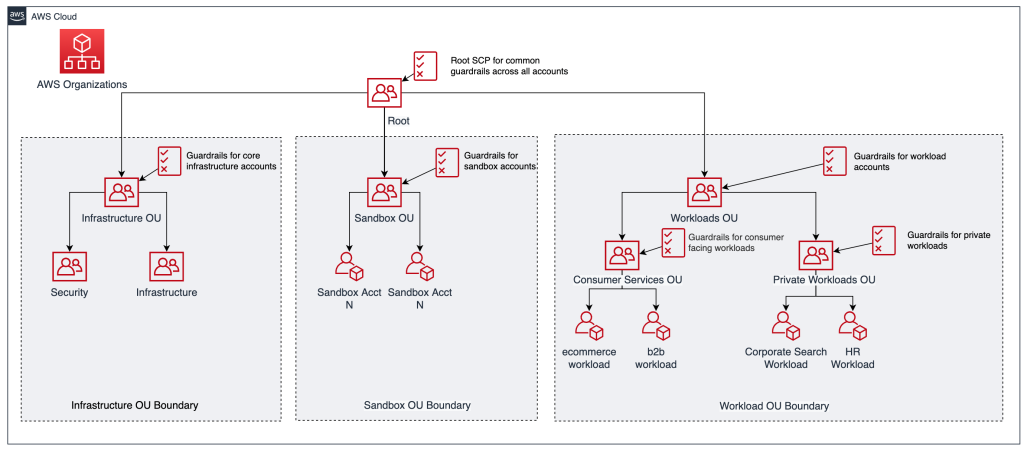 aws
AWS Cloud
AWS Organizations
Root SCP for common
guardrails across all accounts
Root
Guardrails for core
infrastructure accounts
Infrastructure OU
Security
Infrastructure
Infrastructure OU Boundary
Guardrails for
sandbox accounts
Sandbox OU
Sandbox Acct
N
Sandbox Acct
N
Sandbox OU Boundary
Guardrails for workload
accounts
Workloads OU
Guardrails for consumer
facing workloads
Consumer Services OU
Guardrails for private
workloads
Private Workloads OU
ecommerce
workload
b2b
workload
Corporate Search
Workload
HR
Workload
Workload OU Boundary